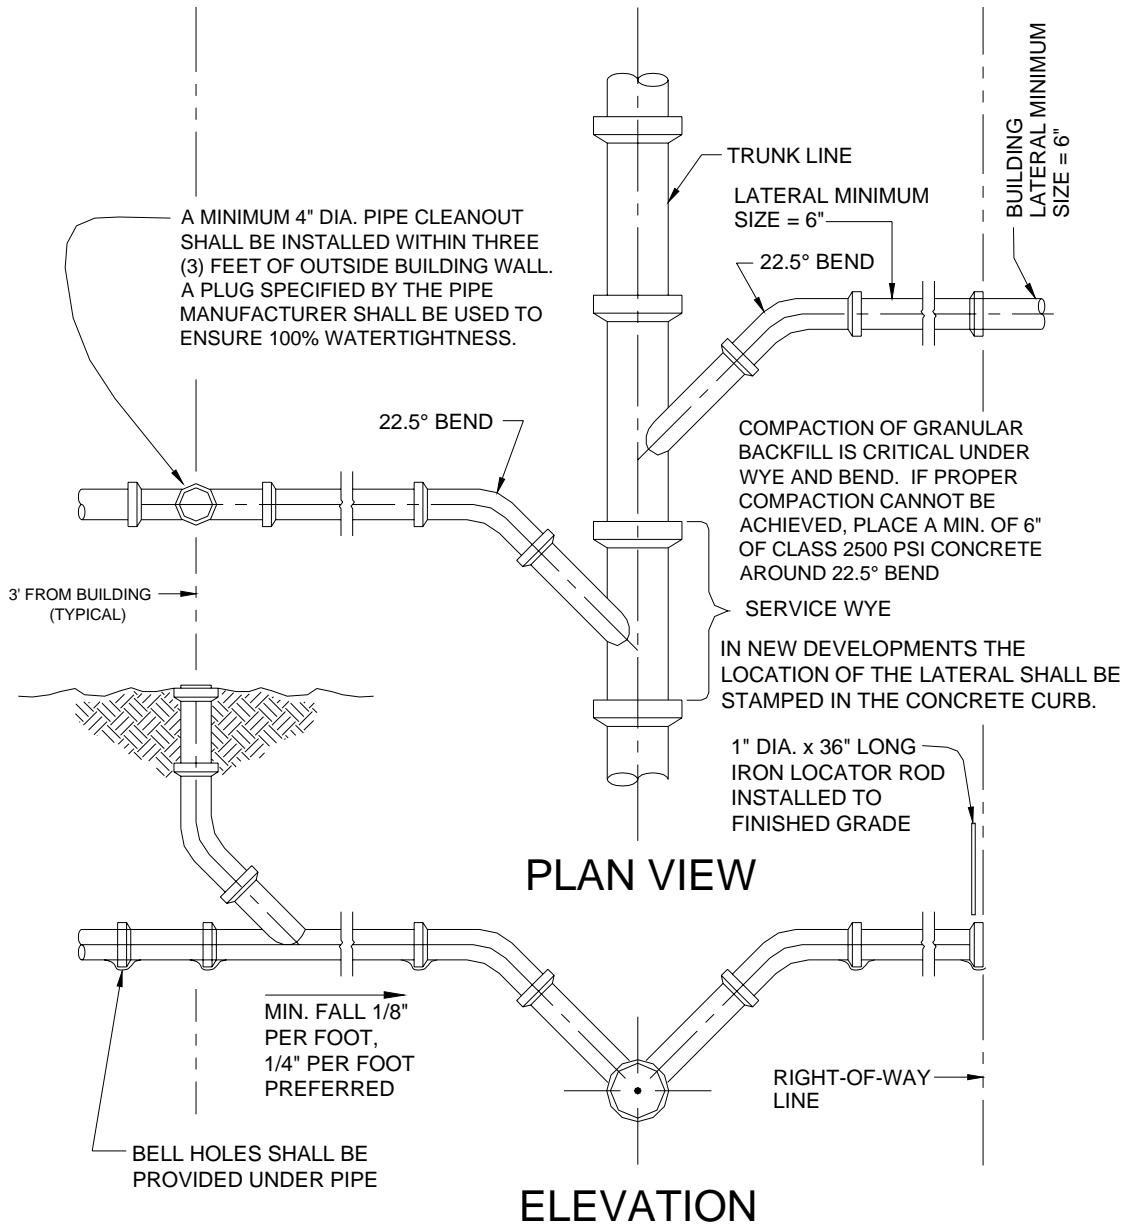 BUILDING
LATERAL MINIMUM
SIZE = 6"
TRUNK LINE
LATERAL MINIMUM
SIZE = 6"
22.5° BEND
A MINIMUM 4" DIA. PIPE CLEANOUT
SHALL BE INSTALLED WITHIN THREE
(3) FEET OF OUTSIDE BUILDING WALL.
A PLUG SPECIFIED BY THE PIPE
MANUFACTURER SHALL BE USED TO
ENSURE 100% WATERTIGHTNESS.
22.5° BEND
COMPACTION OF GRANULAR
BACKFILL IS CRITICAL UNDER
WYE AND BEND. IF PROPER
COMPACTION CANNOT BE
ACHIEVED, PLACE A MIN. OF 6"
OF CLASS 2500 PSI CONCRETE
AROUND 22.5° BEND
3' FROM BUILDING
(TYPICAL)
SERVICE WYE
IN NEW DEVELOPMENTS THE
LOCATION OF THE LATERAL SHALL BE
STAMPED IN THE CONCRETE CURB.
1" DIA. x 36" LONG
IRON LOCATOR ROD
INSTALLED TO
FINISHED GRADE
PLAN VIEW
MIN. FALL 1/8"
PER FOOT,
1/4" PER FOOT
PREFERRED
RIGHT-OF-WAY
LINE
BELL HOLES SHALL BE
PROVIDED UNDER PIPE
ELEVATION